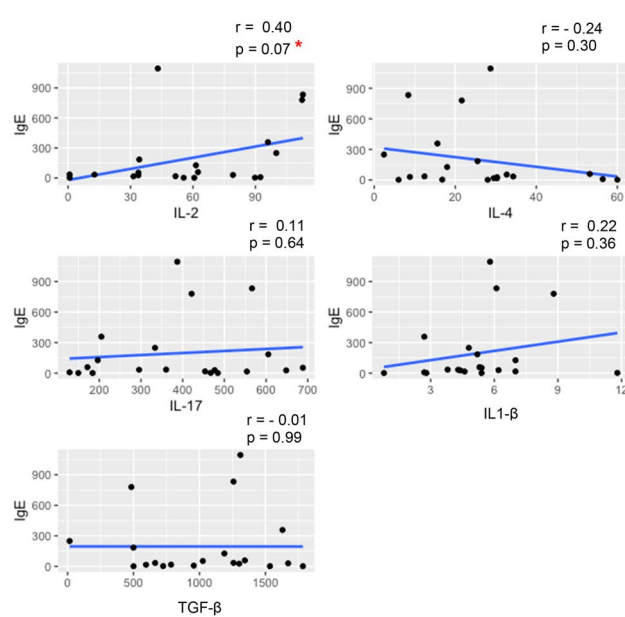 r = 0.40
p = 0.07 *
IgE
900
600
300
0
0 30 60 90
IL-2
r = - 0.24
p = 0.30
IgE
900
600
300
0
0 20 40 60
IL-4
r = 0.11
p = 0.64
IgE
900
600
300
0
200 300 400 500 600 700
IL-17
r = 0.22
p = 0.36
IgE
900
600
300
0
3 6 9 12
IL1-β
r = - 0.01
p = 0.99
IgE
900
600
300
0
0 500 1000 1500
TGF-β